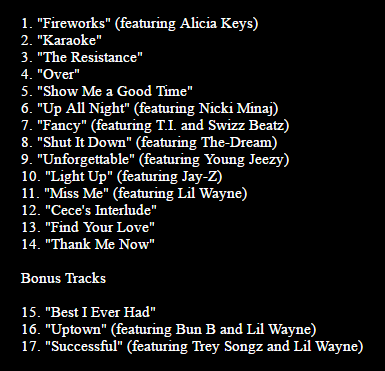 1. "Fireworks" (featuring Alicia Keys)
2. "Karaoke"
3. "The Resistance"
4. "Over"
5. "Show Me a Good Time"
6. "Up All Night" (featuring Nicki Minaj)
7. "Fancy" (featuring T.I. and Swizz Beatz)
8. "Shut It Down" (featuring The-Dream)
9. "Unforgettable" (featuring Young Jeezy)
10. "Light Up" (featuring Jay-Z)
11. "Miss Me" (featuring Lil Wayne)
12. "Cece's Interlude"
13. "Find Your Love"
14. "Thank Me Now"
Bonus Tracks
15. "Best I Ever Had"
16. "Uptown" (featuring Bun B and Lil Wayne)
17. "Successful" (featuring Trey Songz and Lil Wayne)